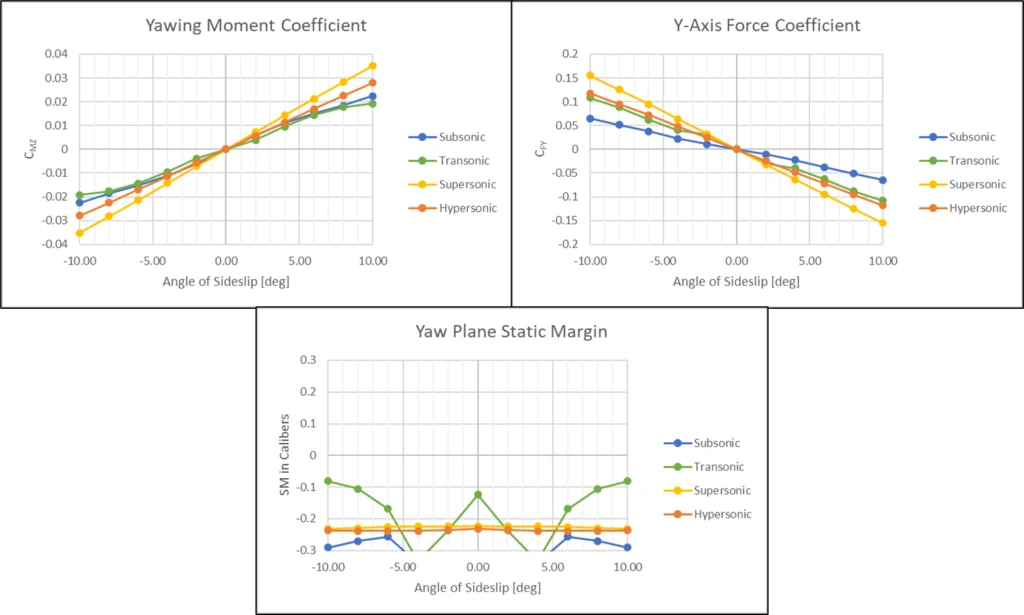 Yawing Moment Coefficient
0.04
0.03
0.02
0.01
0
-0.01
-0.02
-0.03
-0.04
C_MZ
-10.00 -5.00 0.00 5.00 10.00
Angle of Sideslip [deg]
Subsonic
Transonic
Supersonic
Hypersonic
Y-Axis Force Coefficient
0.2
0.15
0.1
0.05
0
-0.05
-0.1
-0.15
-0.2
C_FY
-10.00 -5.00 0.00 5.00 10.00
Angle of Sideslip [deg]
Subsonic
Transonic
Supersonic
Hypersonic
Yaw Plane Static Margin
0.3
0.2
0.1
0
-0.1
-0.2
-0.3
SM in Calibers
-10.00 -5.00 0.00 5.00 10.00
Angle of Sideslip [deg]
Subsonic
Transonic
Supersonic
Hypersonic